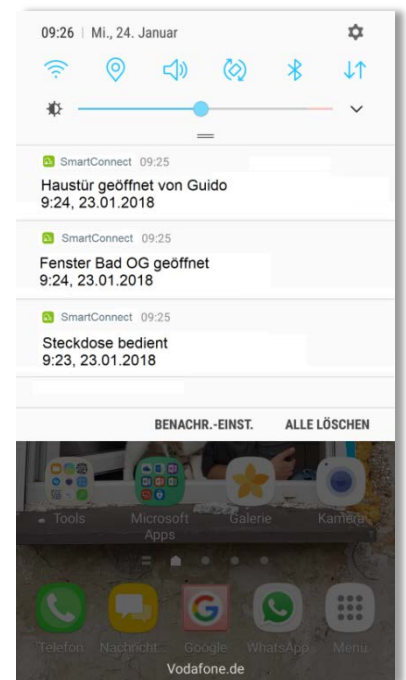 09:26 | Mi., 24. Januar
SmartConnect 09:25
Haustür geöffnet von Guido
9:24, 23.01.2018
SmartConnect 09:25
Fenster Bad OG geöffnet
9:24, 23.01.2018
SmartConnect 09:25
Steckdose bedient
9:23, 23.01.2018
BENACHR.-EINST. ALLE LÖSCHEN
Tools Microsoft Apps Galerie Kamera
Telefon Nachricht... Google WhatsApp Menü
Vodafone.de